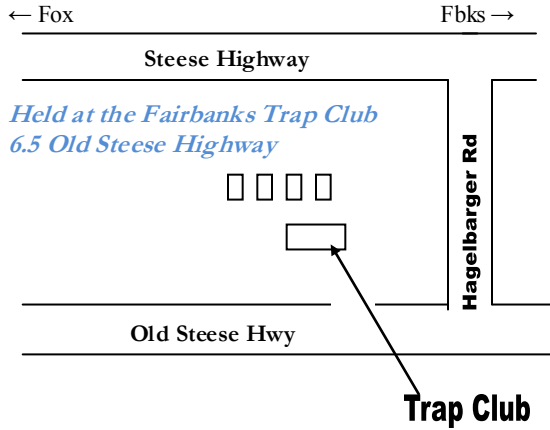 ← Fox Fbks →
Steese Highway
Held at the Fairbanks Trap Club
6.5 Old Steese Highway
Hagelbarger Rd
Old Steese Hwy
Trap Club